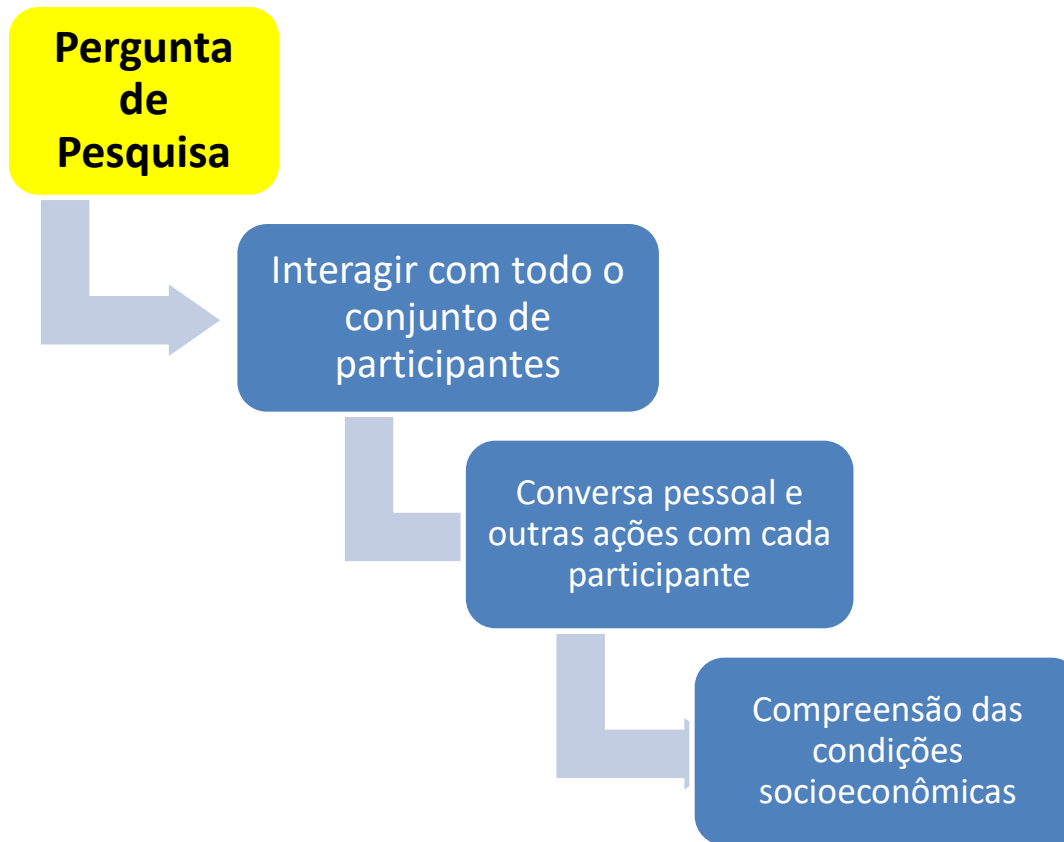 Pergunta
de
Pesquisa
Interagir com todo o
conjunto de
participantes
Conversa pessoal e
outras ações com cada
participante
Compreensão das
condições
socioeconômicas